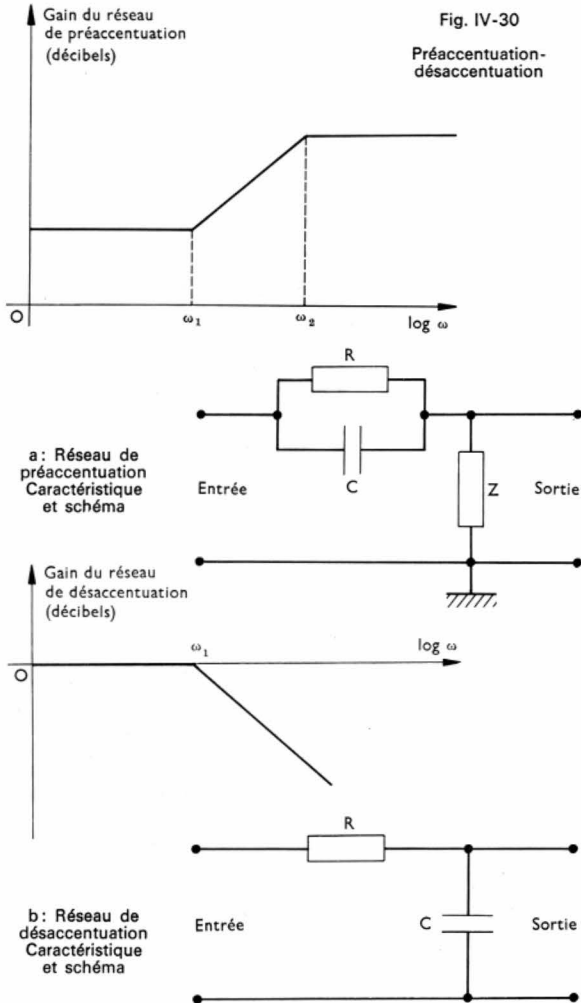 Gain du réseau
de préaccentuation
(décibels)
Fig. IV-30
Préaccentuation-
désaccentuation
O
ω₁
ω₂
log ω
R
C
a : Réseau de
préaccentuation
Caractéristique
et schéma
Entrée
Z
Sortie
Gain du réseau
de désaccentuation
(décibels)
ω₁
log ω
O
R
b : Réseau de
désaccentuation
Caractéristique
et schéma
Entrée
C
Sortie